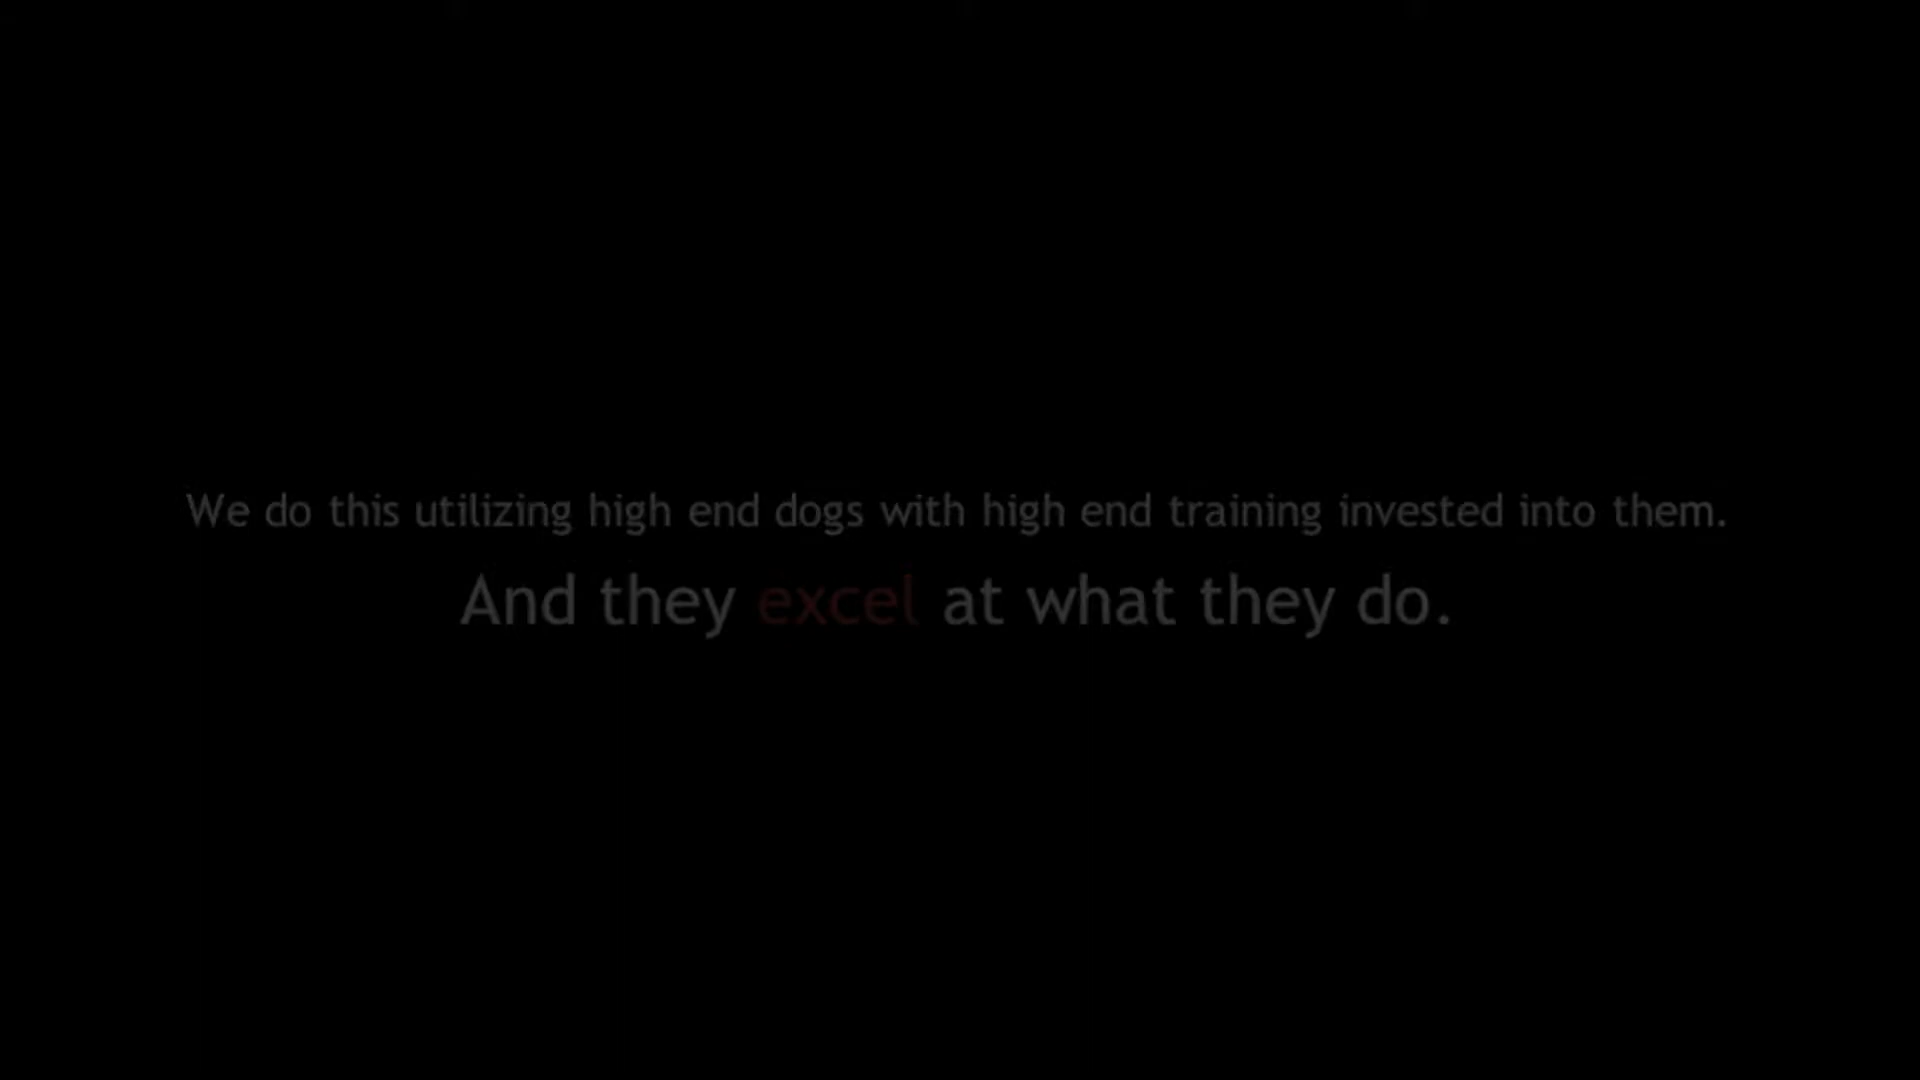 We do this utilizing high end dogs with high end training invested into them.
And they excel at what they do.